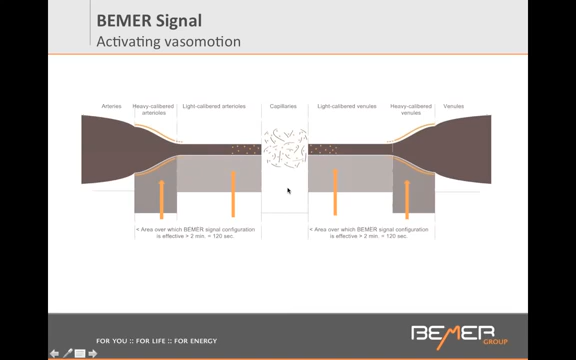 BEMER Signal
Activating vasomotion
Arteries
Heavy-calibered
arterioles
Light-calibered arterioles
Capillaries
Light-calibered venules
Heavy-calibered
venules
Venules
< Area over which BEMER signal configuration
is effective > 2 min. = 120 sec.
< Area over which BEMER signal configuration
is effective > 2 min. = 120 sec.
FOR YOU :: FOR LIFE :: FOR ENERGY
BEMER
GROUP